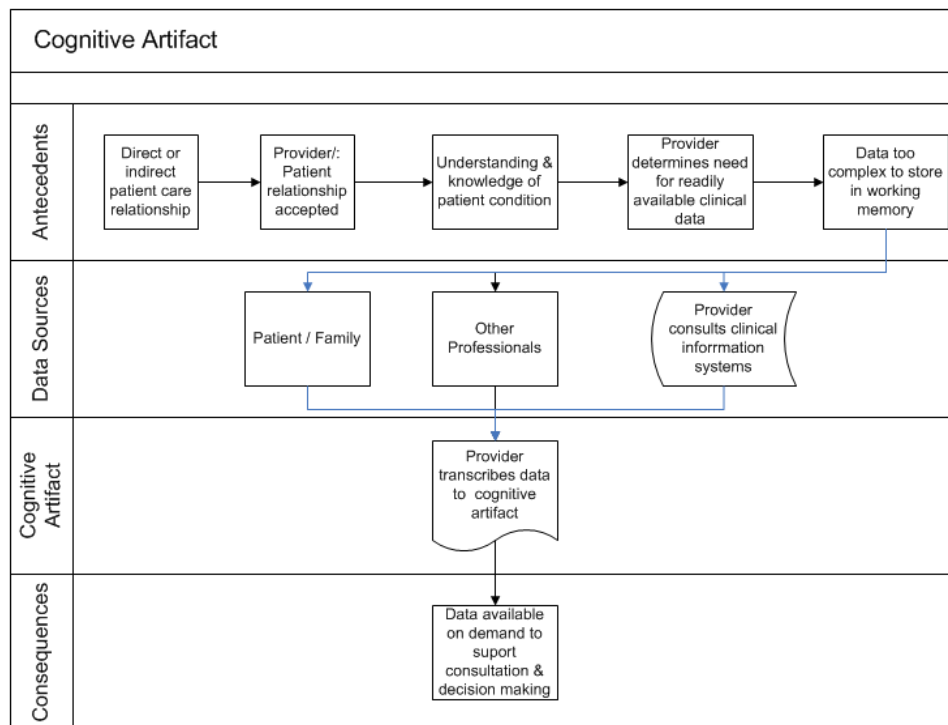 Cognitive Artifact
Antecedents
Direct or
indirect
patient care
relationship
Provider/:
Patient
relationship
accepted
Understanding &
knowledge of
patient condition
Provider
determines need
for readily
available clinical
data
Data too
complex to store
in working
memory
Data Sources
Patient / Family
Other
Professionals
Provider
consults clinical
inforrmation
systems
Cognitive
Artifact
Provider
transcribes data
to cognitive
artifact
Consequences
Data available
on demand to
suport
consultation &
decision making